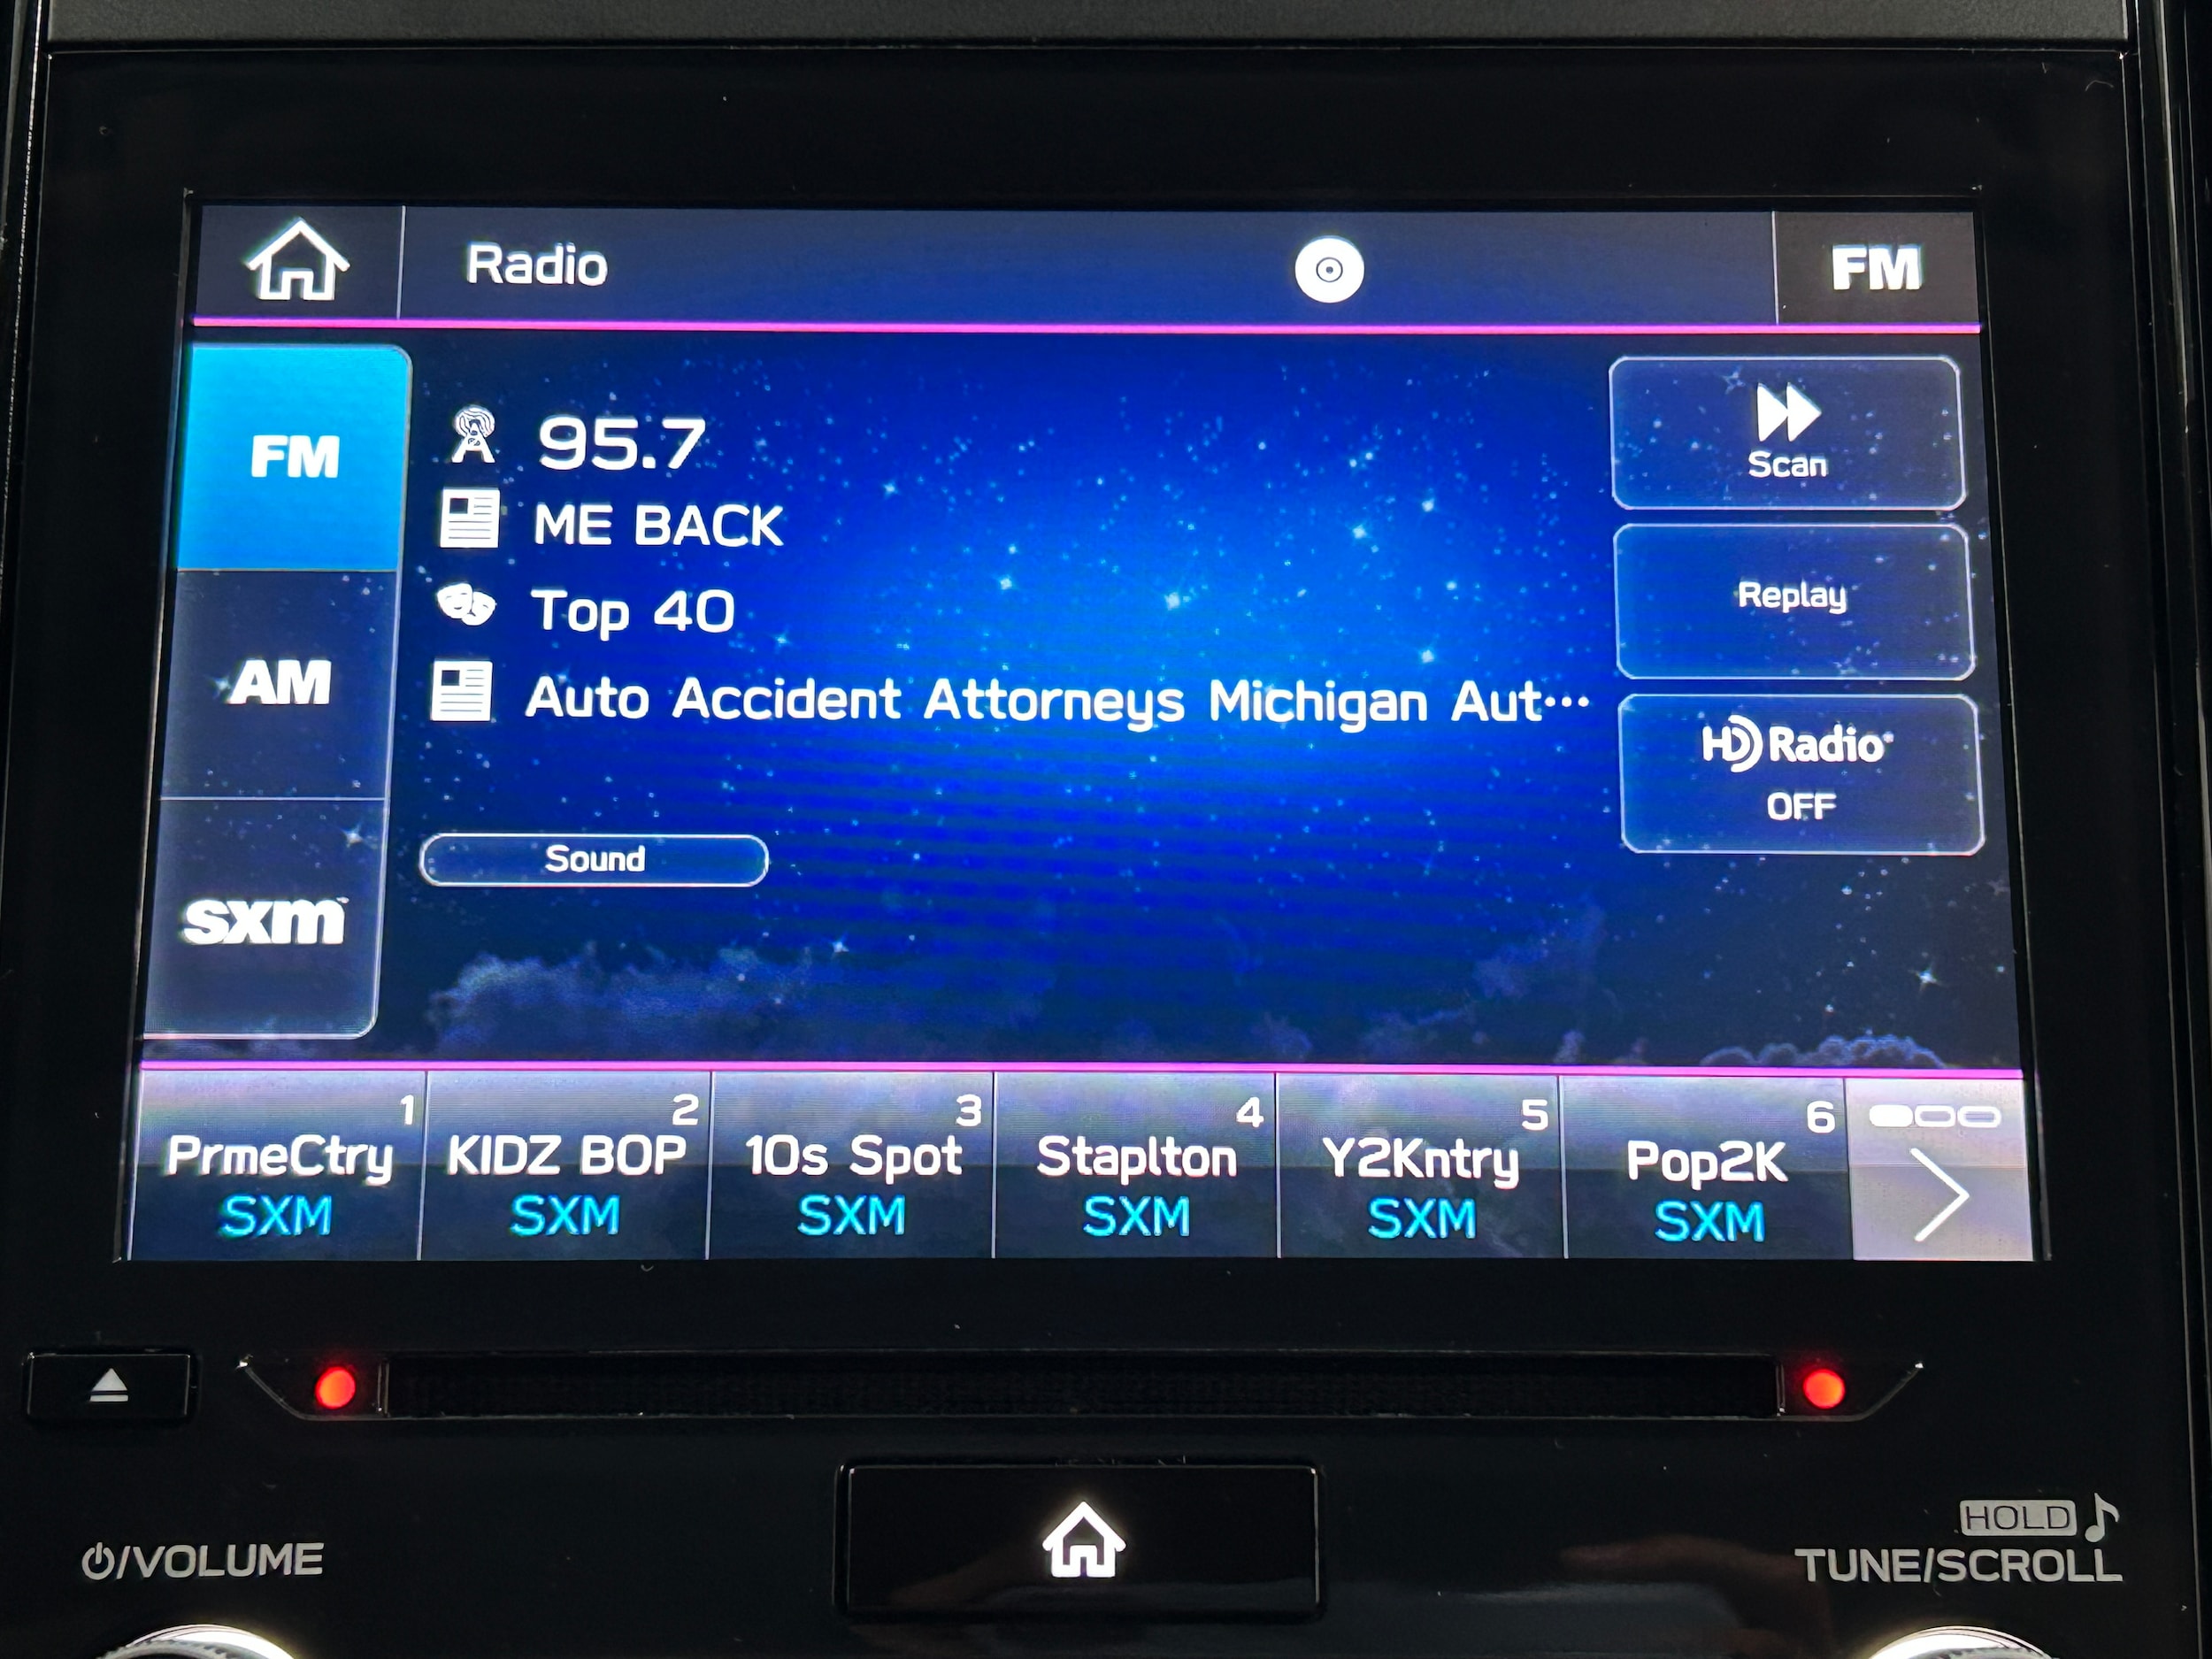 Radio
FM
FM
95.7
Scan
ME BACK
Replay
Top 40
AM
Auto Accident Attorneys Michigan Aut…
HD Radio
OFF
Sound
sxm
1 2 3 4 5 6
PrmeCtry KIDZ BOP 10s Spot Staplton Y2Kntry Pop2K
SXM SXM SXM SXM SXM SXM
HOLD
/VOLUME
TUNE/SCROLL